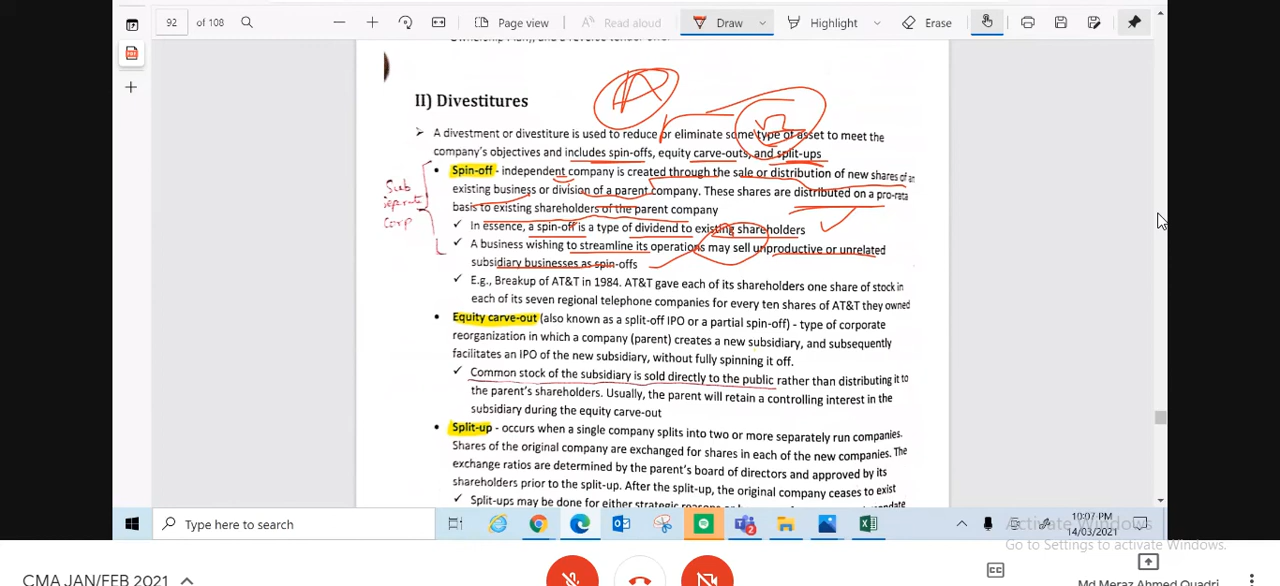 92 of 108 Page view Read aloud Draw Highlight Erase
II) Divestitures
A divestment or divestiture is used to reduce or eliminate some type of asset to meet the
company's objectives and includes spin-offs, equity carve-outs, and split-ups
Spin-off - independent company is created through the sale or distribution of new shares of an
existing business or division of a parent company. These shares are distributed on a pro-rata
basis to existing shareholders of the parent company
Sub
Seperate
Corp
✓ In essence, a spin-off is a type of dividend to existing shareholders
✓ A business wishing to streamline its operations may sell unproductive or unrelated
subsidiary businesses as spin-offs
✓ E.g., Breakup of AT&T in 1984. AT&T gave each of its shareholders one share of stock in
each of its seven regional telephone companies for every ten shares of AT&T they owned
Equity carve-out (also known as a split-off IPO or a partial spin-off) - type of corporate
reorganization in which a company (parent) creates a new subsidiary, and subsequently
facilitates an IPO of the new subsidiary, without fully spinning it off.
✓ Common stock of the subsidiary is sold directly to the public rather than distributing it to
the parent's shareholders. Usually, the parent will retain a controlling interest in the
subsidiary during the equity carve-out
Split-up - occurs when a single company splits into two or more separately run companies.
Shares of the original company are exchanged for shares in each of the new companies. The
exchange ratios are determined by the parent's board of directors and approved by its
shareholders prior to the split-up. After the split-up, the original company ceases to exist
✓ Split-ups may be done for either strategic
Type here to search
10:07 PM
14/03/2021
Activate Windows
Go to Settings to activate Windows.
CMA JAN/FEB 2021
Md Meraz Ahmed Quadri